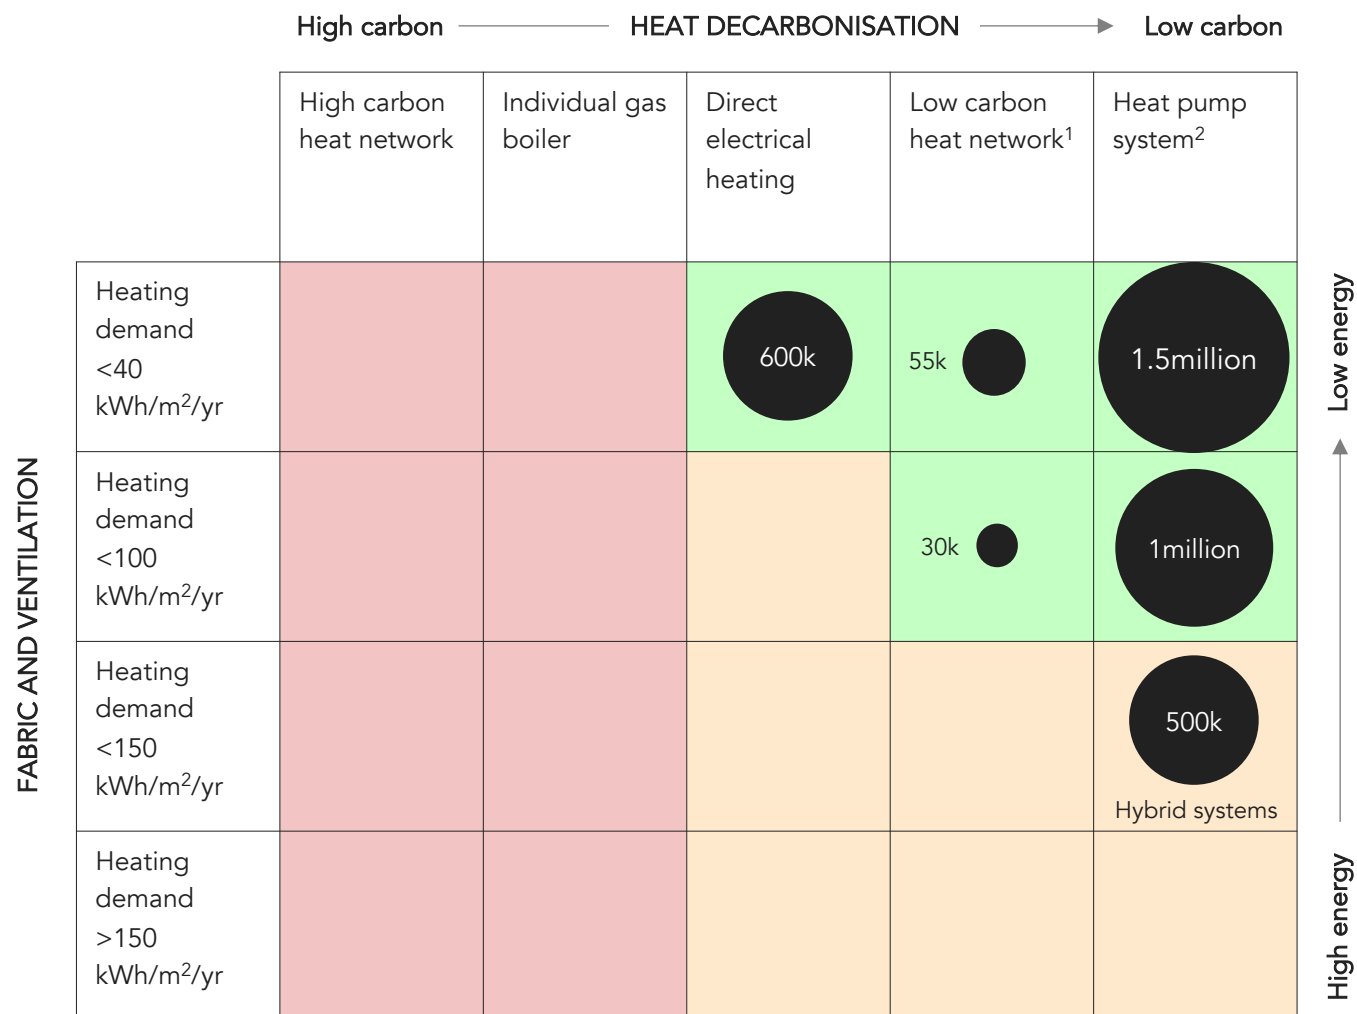 High carbon HEAT DECARBONISATION Low carbon
High carbon
heat network
Individual gas
boiler
Direct
electrical
heating
Low carbon
heat network¹
Heat pump
system²
Heating
demand
<40
kWh/m²/yr
600k
55k
1.5million
Heating
demand
<100
kWh/m²/yr
30k
1million
Heating
demand
<150
kWh/m²/yr
500k
Hybrid systems
Heating
demand
>150
kWh/m²/yr
FABRIC AND VENTILATION
Low energy
High energy